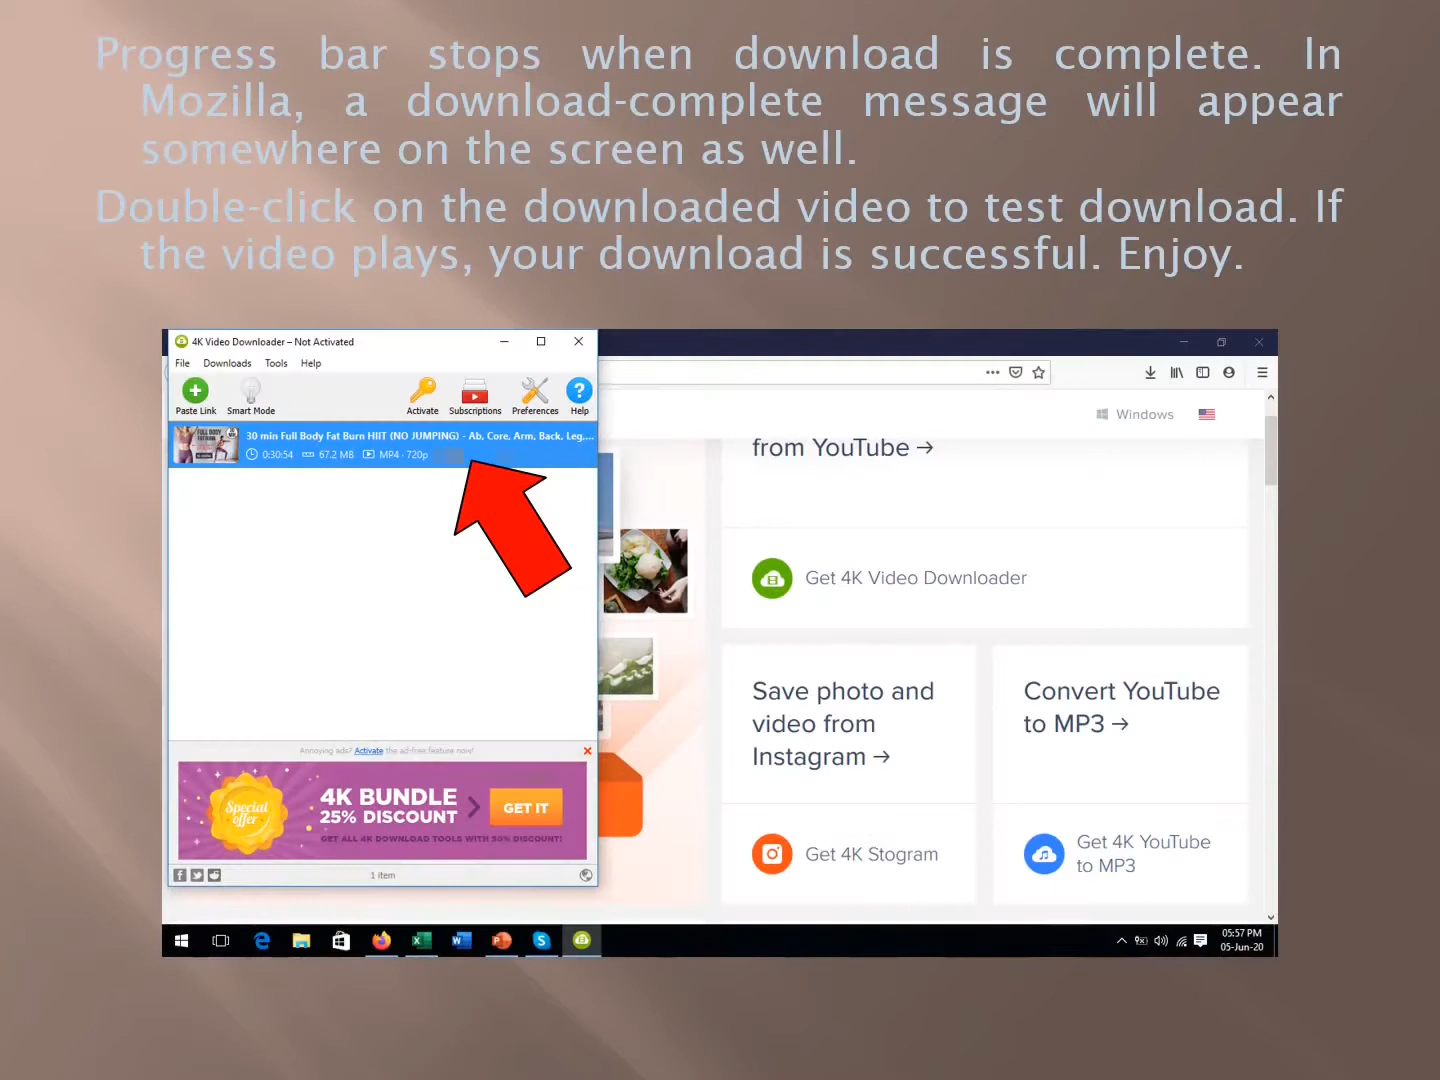 Progress bar stops when download is complete. In
Mozilla, a download-complete message will appear
somewhere on the screen as well.
Double-click on the downloaded video to test download. If
the video plays, your download is successful. Enjoy.
4K Video Downloader – Not Activated
File Downloads Tools Help
Paste Link Smart Mode Activate Subscriptions Preferences Help
30 min Full Body Fat Burn HIIT (NO JUMPING) - Ab, Core, Arm, Back, Leg,...
0:30:54 67.2 MB MP4 · 720p
Windows
from YouTube →
Get 4K Video Downloader
Save photo and
video from
Instagram →
Get 4K Stogram
Convert YouTube
to MP3 →
Get 4K YouTube
to MP3
Annoying ads? Activate the ad-free feature now!
Special
offer
4K BUNDLE
25% DISCOUNT
GET IT
GET ALL 4K DOWNLOAD TOOLS WITH 30% DISCOUNT!
1 item
05:57 PM
05-Jun-20